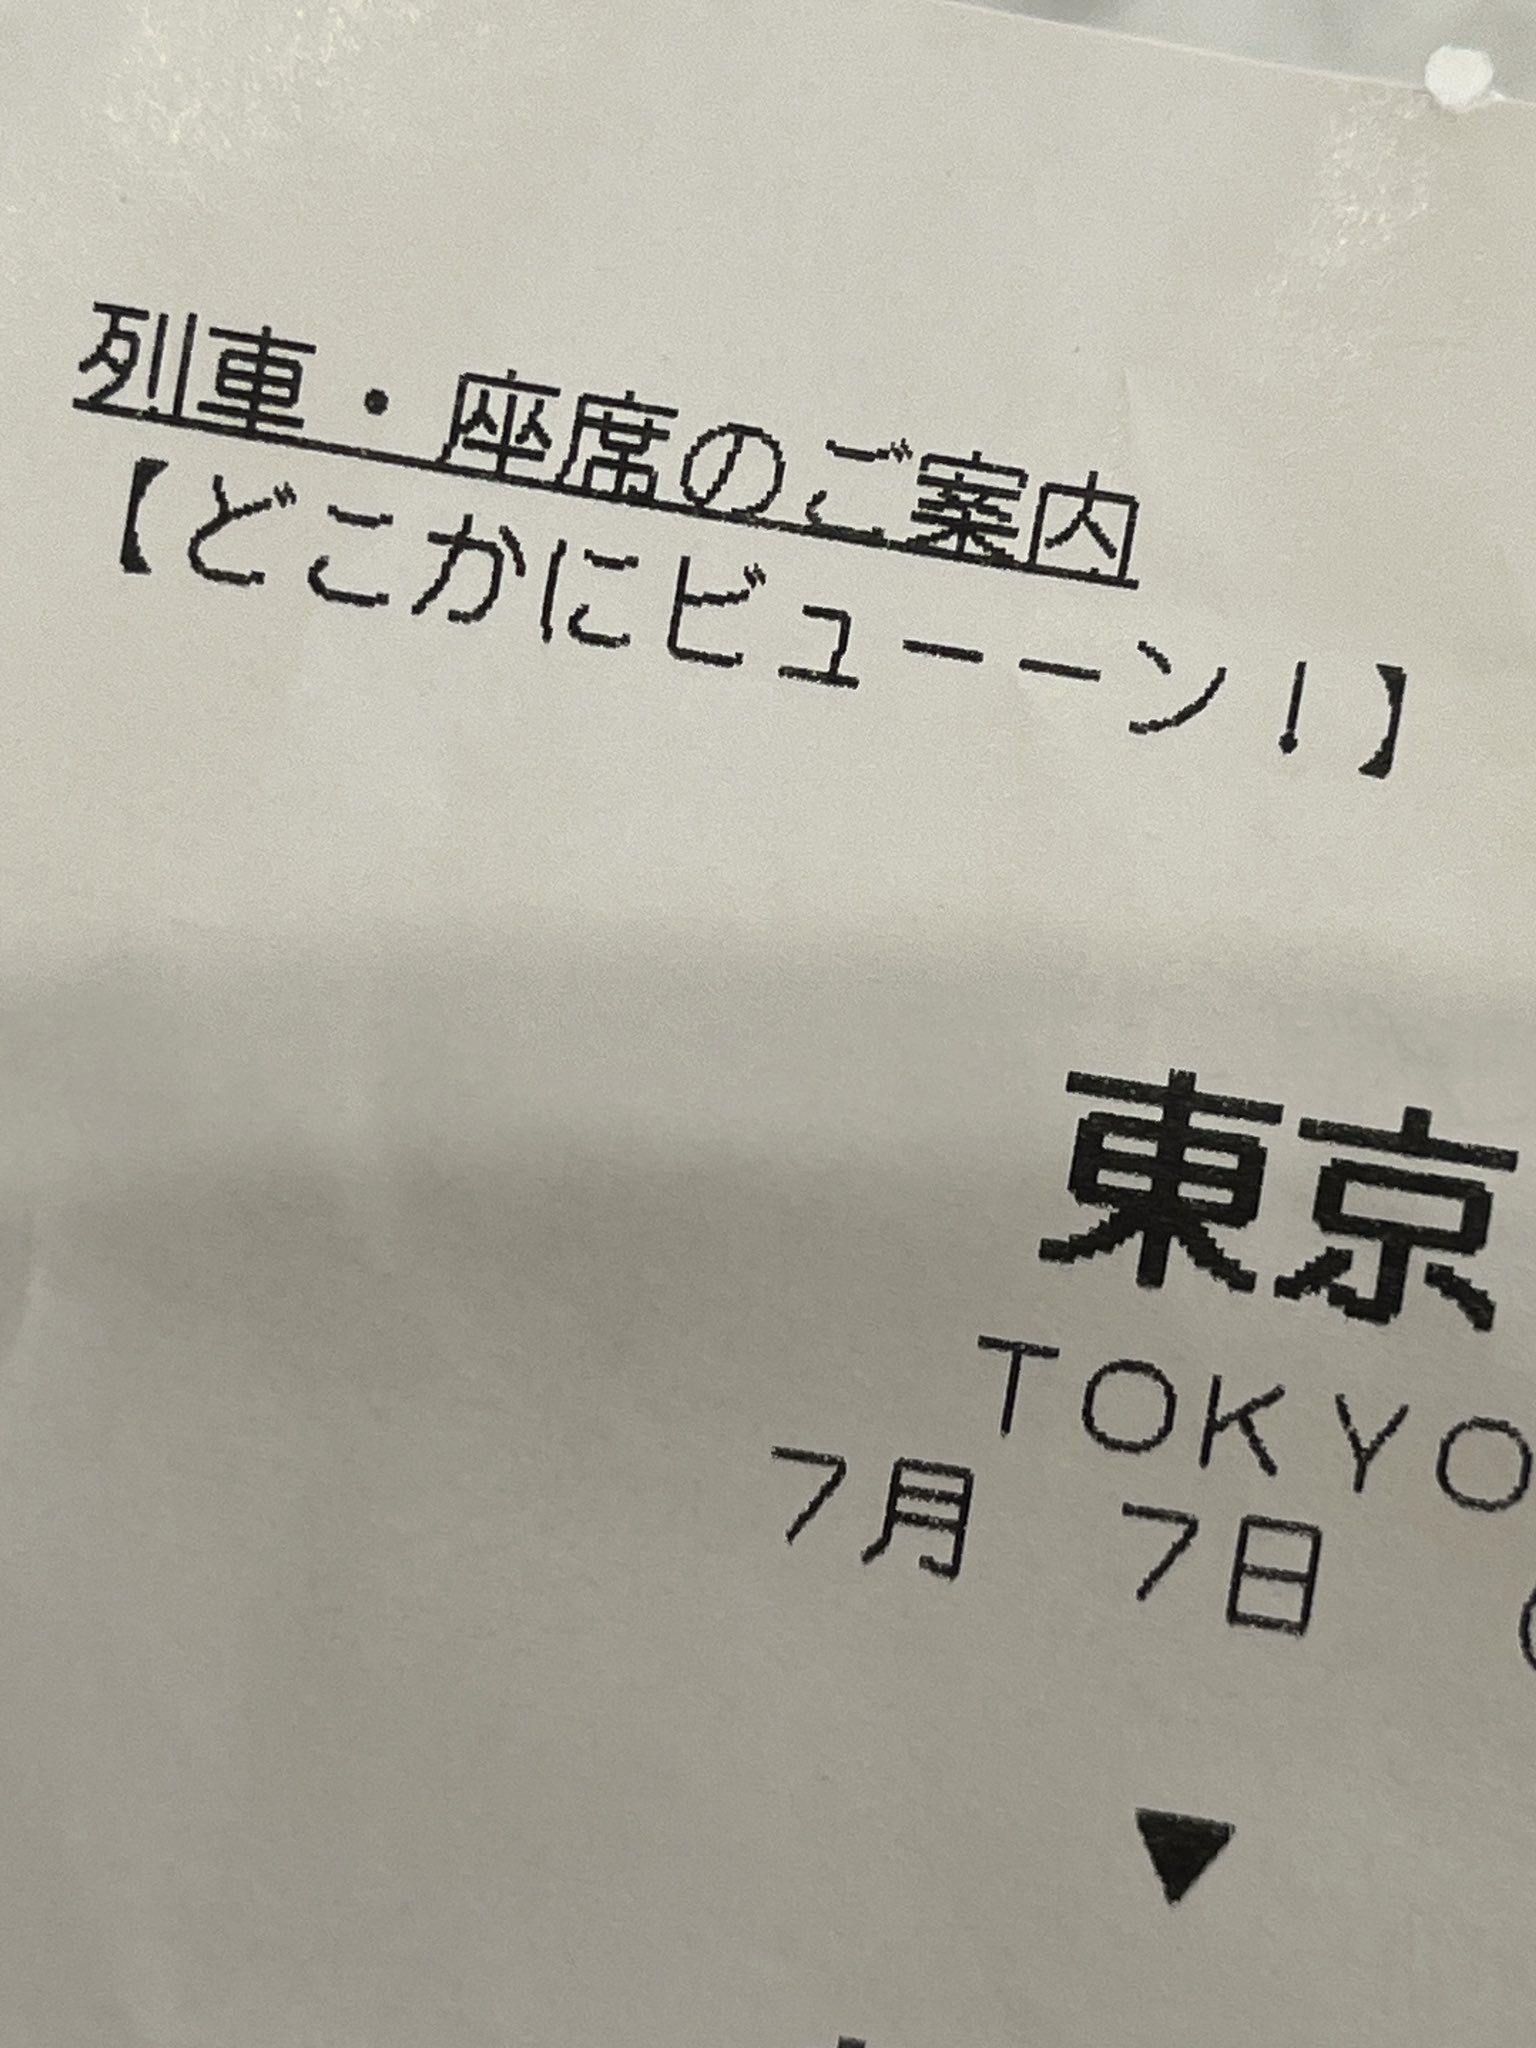 列車・座席のご案内
【どこかにビューーン！】
東京
TOKYO
7月 7日
▼